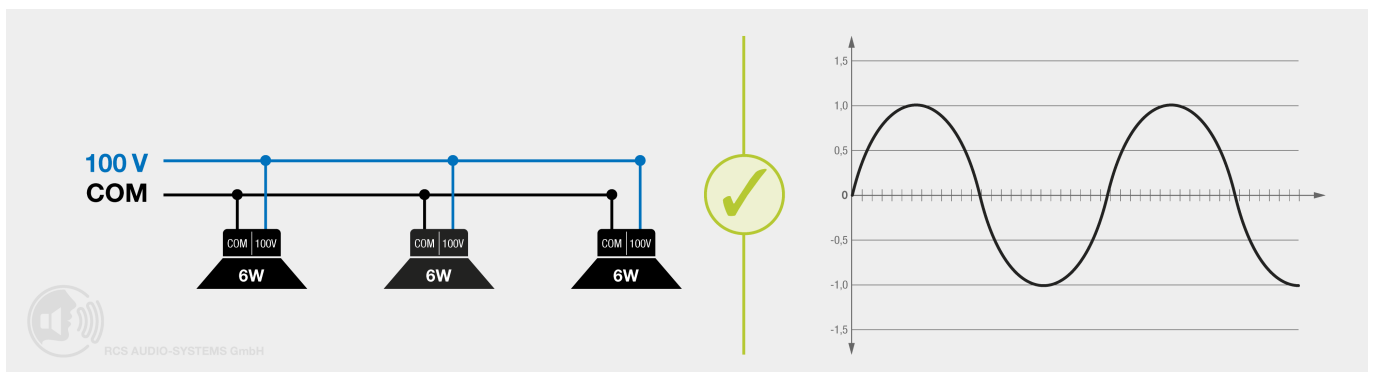 100 V
COM
COM 100V
6W
COM 100V
6W
COM 100V
6W
RCS AUDIO-SYSTEMS GmbH
1,5
1,0
0,5
0
-0,5
-1,0
-1,5